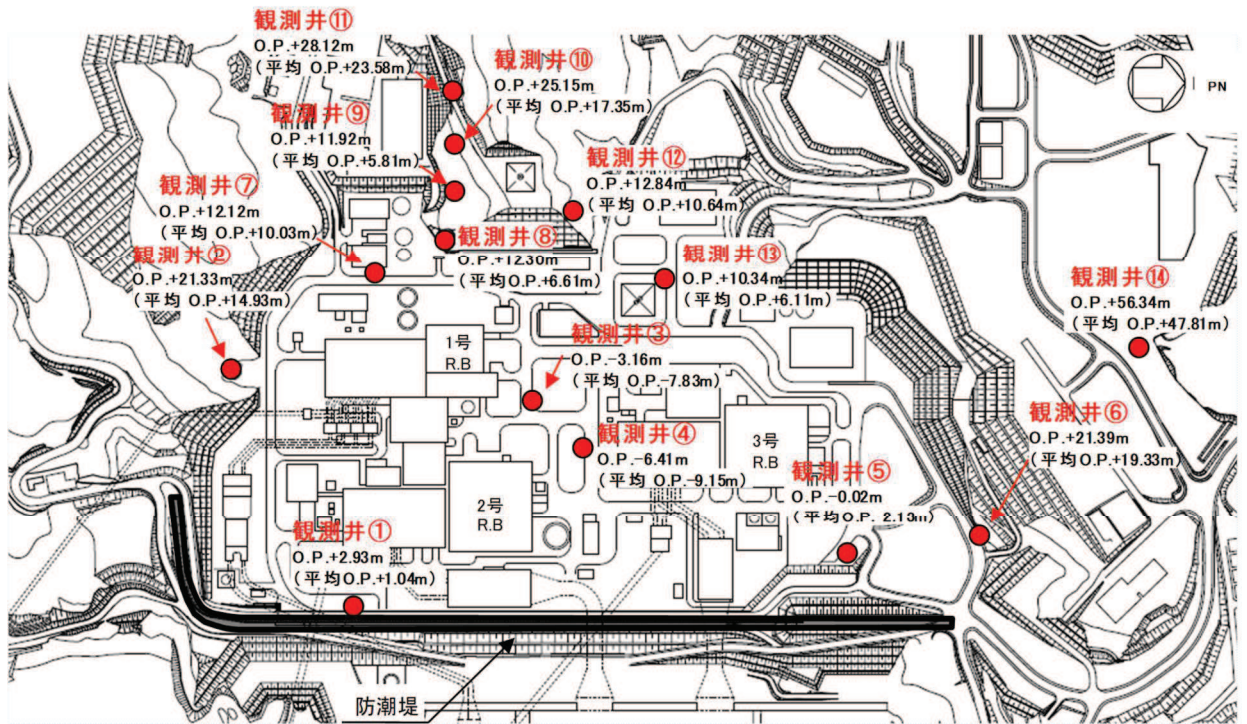 観測井⑪
O.P.+28.12m
(平均 O.P.+23.58m)
観測井⑩
O.P.+25.15m
(平均 O.P.+17.35m)
PN
観測井⑨
O.P.+11.92m
(平均 O.P.+5.81m)
観測井⑫
O.P.+12.84m
(平均 O.P.+10.64m)
観測井⑦
O.P.+12.12m
(平均 O.P.+10.03m)
観測井⑧
O.P.+12.30m
(平均 O.P.+6.61m)
観測井②
O.P.+21.33m
(平均 O.P.+14.93m)
観測井⑬
O.P.+10.34m
(平均 O.P.+6.11m)
観測井⑭
O.P.+56.34m
(平均 O.P.+47.81m)
1号
R.B
観測井③
O.P.-3.16m
(平均 O.P.-7.83m)
観測井④
O.P.-6.41m
(平均 O.P.-9.15m)
3号
R.B
観測井⑥
O.P.+21.39m
(平均O.P.+19.33m)
観測井⑤
O.P.-0.02m
(平均O.P.
2号
R.B
観測井①
O.P.+2.93m
(平均O.P.+1.04m)
防潮堤